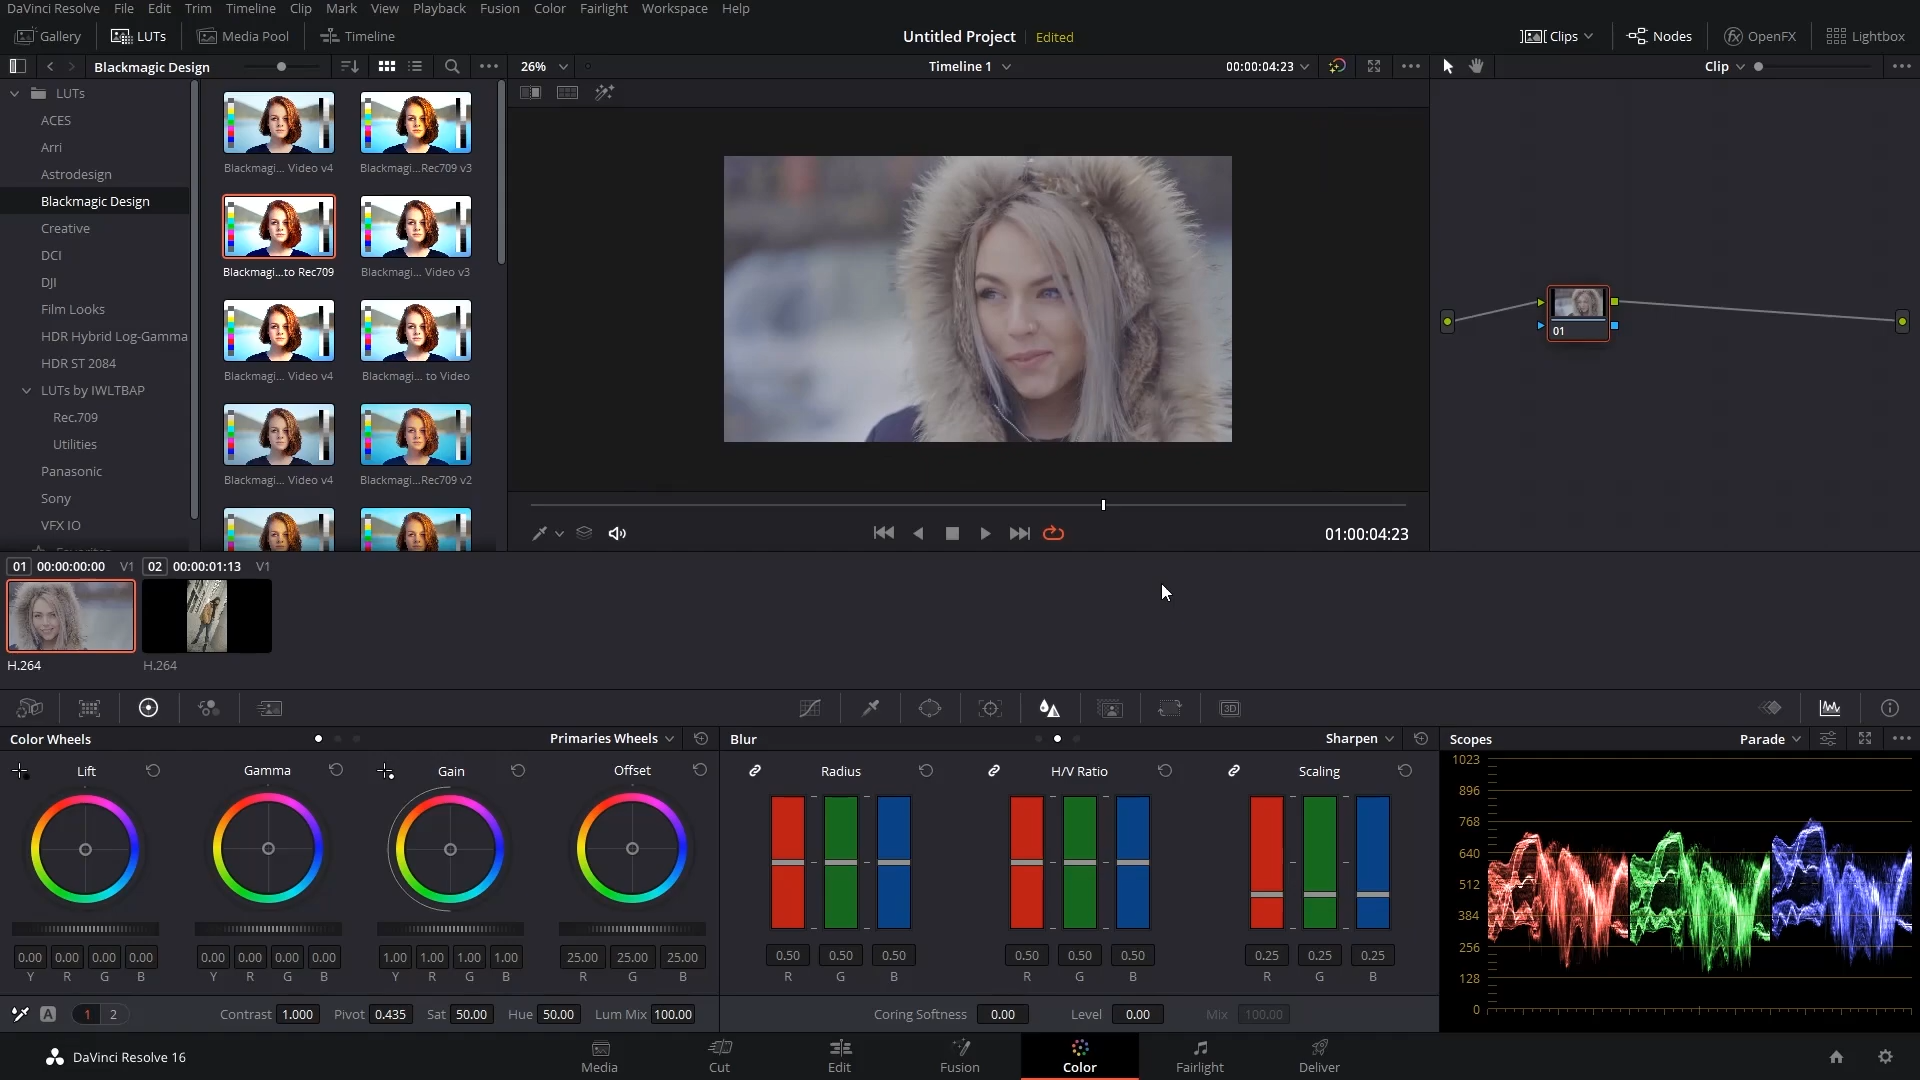 DaVinci Resolve File Edit Trim Timeline Clip Mark View Playback Fusion Color Fairlight Workspace Help
Gallery LUTs Media Pool Timeline Untitled Project Edited Clips Nodes OpenFX Lightbox
Blackmagic Design 26% Timeline 1 00:00:04:23 Clip
LUTs
ACES
Arri
Astrodesign
Blackmagic Design
Creative
DCI
DJI
Film Looks
HDR Hybrid Log-Gamma
HDR ST 2084
LUTs by IWLTBAP
Rec.709
Utilities
Panasonic
Sony
VFX IO
Blackmagi... Video v4 Blackmagi...Rec709 v3
Blackmagi...to Rec709 Blackmagi... Video v3
Blackmagi... Video v4 Blackmagi... to Video
Blackmagi... Video v4 Blackmagi...Rec709 v2
01
01:00:04:23
01 00:00:00:00 V1 02 00:00:01:13 V1
H.264 H.264
3D
Color Wheels Primaries Wheels
Lift Gamma Gain Offset
0.00 0.00 0.00 0.00 0.00 0.00 0.00 0.00 1.00 1.00 1.00 1.00 25.00 25.00 25.00
Y R G B Y R G B Y R G B R G B
A 1 2 Contrast 1.000 Pivot 0.435 Sat 50.00 Hue 50.00 Lum Mix 100.00
Blur Sharpen
Radius H/V Ratio Scaling
0.50 0.50 0.50 0.50 0.50 0.50 0.25 0.25 0.25
R G B R G B R G B
Coring Softness 0.00 Level 0.00 Mix 100.00
Scopes Parade
1023
896
768
640
512
384
256
128
0
DaVinci Resolve 16 Media Cut Edit Fusion Color Fairlight Deliver